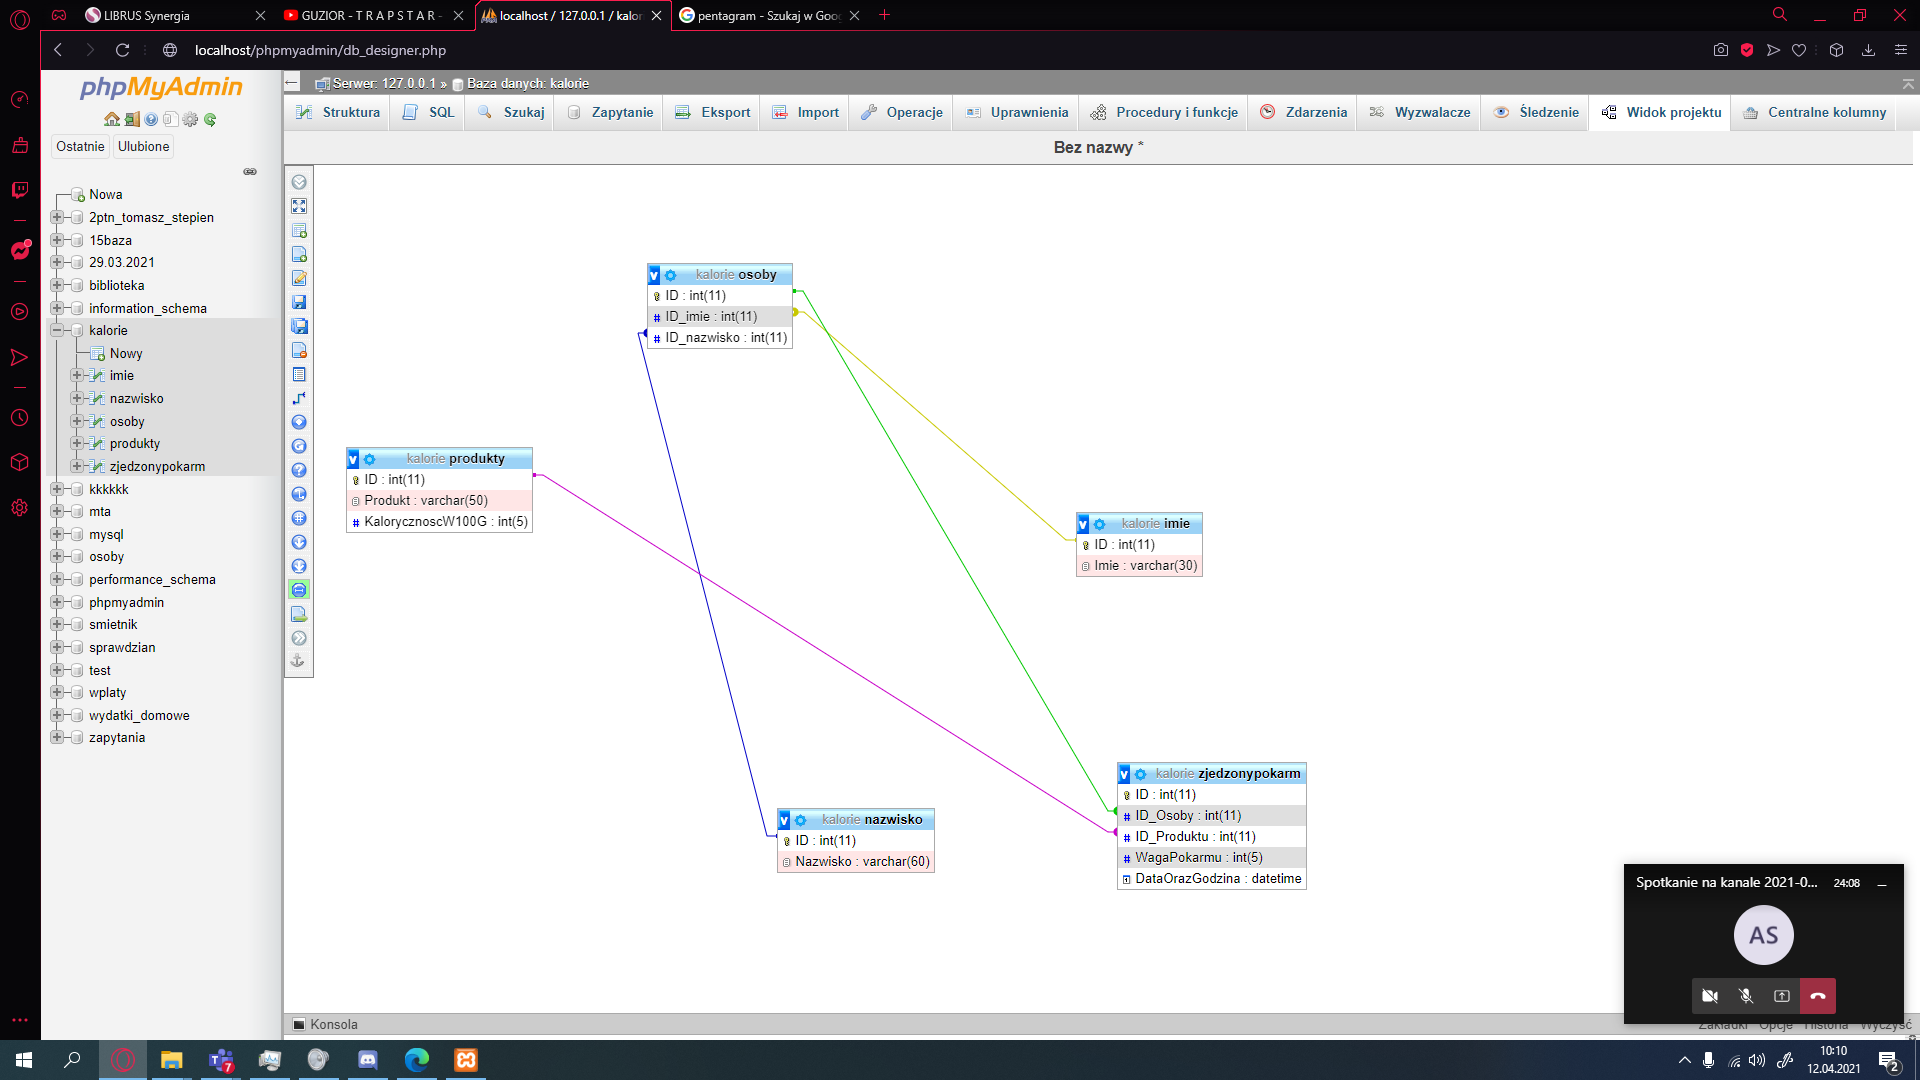 LIBRUS Synergia
GUZIOR - T R A P S T A R -
localhost / 127.0.0.1 / kalor
pentagram - Szukaj w Goo
localhost/phpmyadmin/db_designer.php
phpMyAdmin
Ostatnie
Ulubione
Nowa
2ptn_tomasz_stepien
15baza
29.03.2021
biblioteka
information_schema
kalorie
Nowy
imie
nazwisko
osoby
produkty
zjedzonypokarm
kkkkkk
mta
mysql
osoby
performance_schema
phpmyadmin
smietnik
sprawdzian
test
wplaty
wydatki_domowe
zapytania
Serwer: 127.0.0.1 » Baza danych: kalorie
Struktura
SQL
Szukaj
Zapytanie
Eksport
Import
Operacje
Uprawnienia
Procedury i funkcje
Zdarzenia
Wyzwalacze
Śledzenie
Widok projektu
Centralne kolumny
Bez nazwy *
v kalorie osoby
ID : int(11)
# ID_imie : int(11)
# ID_nazwisko : int(11)
v kalorie produkty
ID : int(11)
Produkt : varchar(50)
# KalorycznoscW100G : int(5)
v kalorie imie
ID : int(11)
Imie : varchar(30)
v kalorie nazwisko
ID : int(11)
Nazwisko : varchar(60)
v kalorie zjedzonypokarm
ID : int(11)
# ID_Osoby : int(11)
# ID_Produktu : int(11)
# WagaPokarmu : int(5)
DataOrazGodzina : datetime
Spotkanie na kanale 2021-0... 24:08
AS
Konsola
Zakładki Opcje Historia Wyczyść
7
10:10
12.04.2021
2